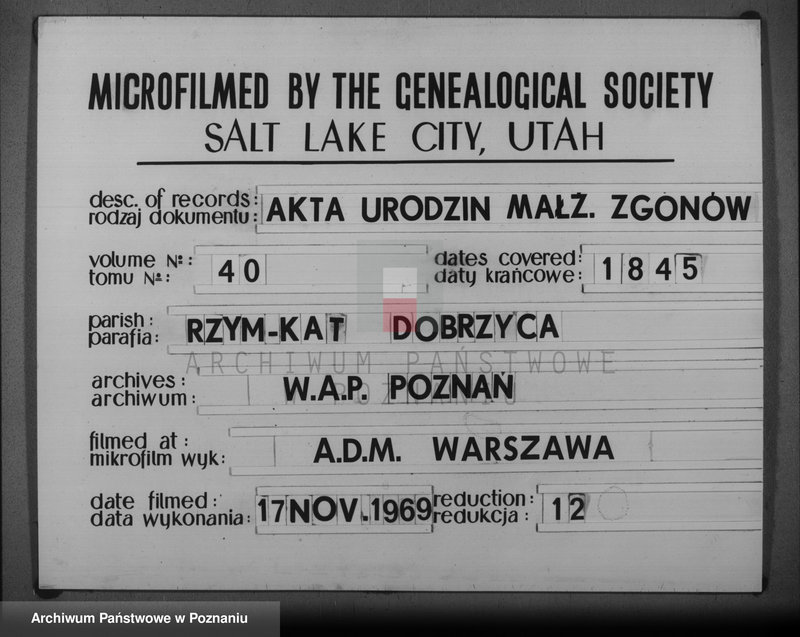 MICROFILMED BY THE GENEALOGICAL SOCIETY
SALT LAKE CITY, UTAH
desc. of records:
rodzaj dokumentu: AKTA URODZIN MAŁŻ. ZGONÓW
volume No: dates covered:
tomu No: 40 daty krańcowe: 1845
parish:
parafia: RZYM-KAT DOBRZYCA
ARCHIWUM PAŃSTWOWE
archives:
archiwum: W.A.P. POZNAŃ
W POZNANIU
filmed at:
mikrofilm wyk: A.D.M. WARSZAWA
date filmed: reduction:
data wykonania: 17 NOV. 1969 redukcja: 12
Archiwum Państwowe w Poznaniu